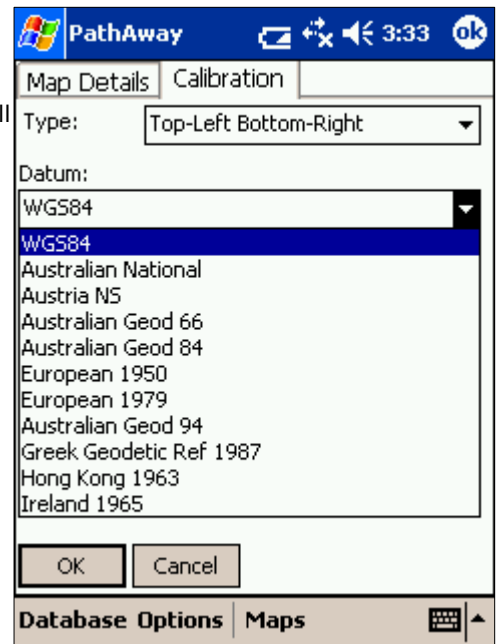 PathAway 3:33 ok
Map Details Calibration
ll
Type: Top-Left Bottom-Right
Datum:
WGS84
WGS84
Australian National
Austria NS
Australian Geod 66
Australian Geod 84
European 1950
European 1979
Australian Geod 94
Greek Geodetic Ref 1987
Hong Kong 1963
Ireland 1965
OK Cancel
Database Options Maps